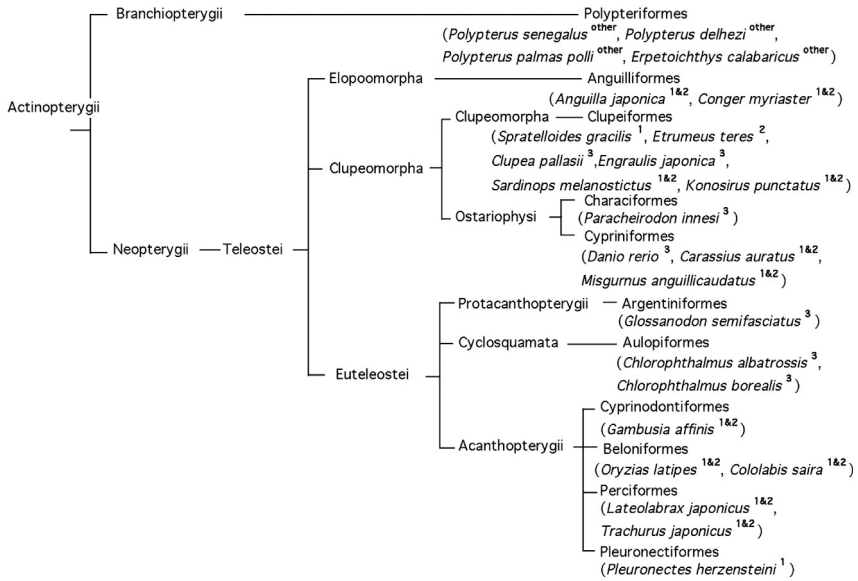 Branchiopterygii Polypteriformes
(Polypterus senegalus other, Polypterus delhezi other,
Polypterus palmas polli other, Erpetoichthys calabaricus other)
Actinopterygii
Elopoomorpha Anguilliformes
(Anguilla japonica 1&2, Conger myriaster 1&2)
Clupeomorpha Clupeiformes
(Spratelloides gracilis 1, Etrumeus teres 2,
Clupea pallasii 3,Engraulis japonica 3,
Clupeomorpha
Sardinops melanostictus 1&2, Konosirus punctatus 1&2)
Characiformes
Ostariophysi
(Paracheirodon innesi 3)
Cypriniformes
Neopterygii Teleostei
(Danio rerio 3, Carassius auratus 1&2,
Misgurnus anguillicaudatus 1&2)
Protacanthopterygii Argentiniformes
(Glossanodon semifasciatus 3)
Cyclosquamata Aulopiformes
(Chlorophthalmus albatrossis 3,
Euteleostei
Chlorophthalmus borealis 3)
Cyprinodontiformes
(Gambusia affinis 1&2)
Acanthopterygii
Beloniformes
(Oryzias latipes 1&2, Cololabis saira 1&2)
Perciformes
(Lateolabrax japonicus 1&2,
Trachurus japonicus 1&2)
Pleuronectiformes
(Pleuronectes herzensteini 1)